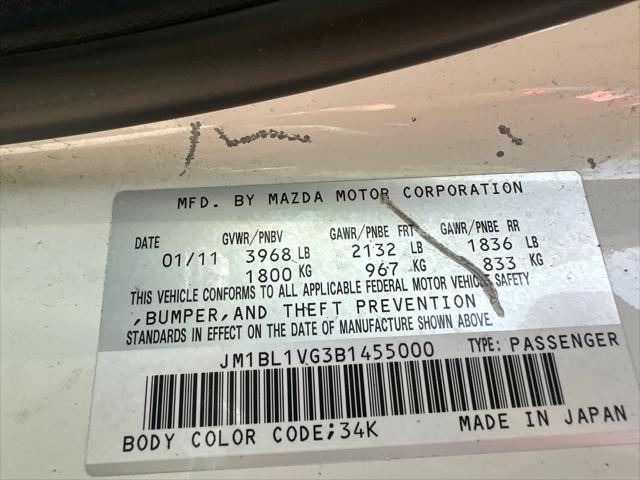 MFD. BY MAZDA MOTOR CORPORATION
DATE GVWR/PNBV GAWR/PNBE FRT GAWR/PNBE RR
01/11 3968 LB 2132 LB 1836 LB
1800 KG 967 KG 833 KG
THIS VEHICLE CONFORMS TO ALL APPLICABLE FEDERAL MOTOR VEHICLE SAFETY
,BUMPER,AND THEFT PREVENTION
STANDARDS IN EFFECT ON THE DATE OF MANUFACTURE SHOWN ABOVE.
JM1BL1VG3B1455000 TYPE: PASSENGER
BODY COLOR CODE;34K MADE IN JAPAN